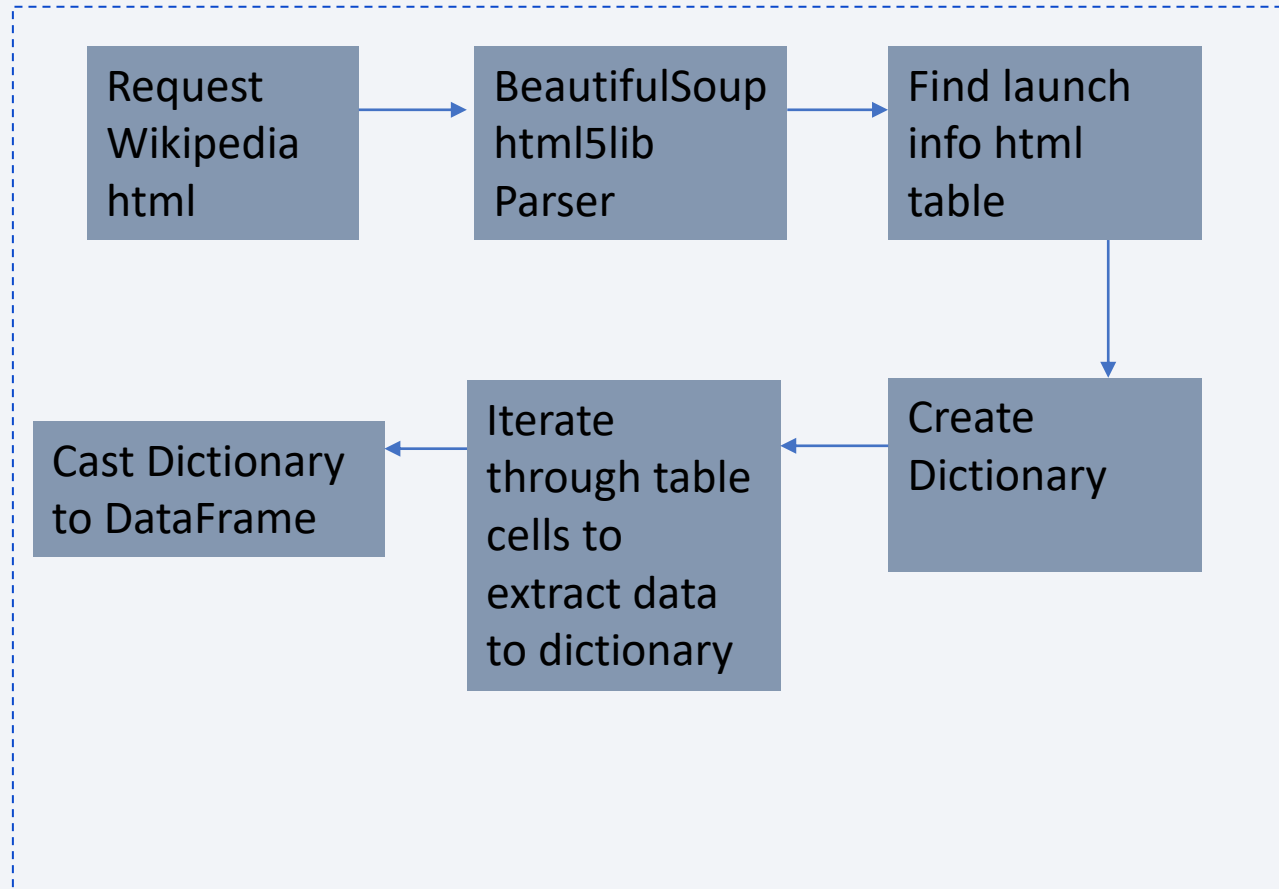 Request
Wikipedia
html
BeautifulSoup
html5lib
Parser
Find launch
info html
table
Create
Dictionary
Iterate
through table
cells to
extract data
to dictionary
Cast Dictionary
to DataFrame